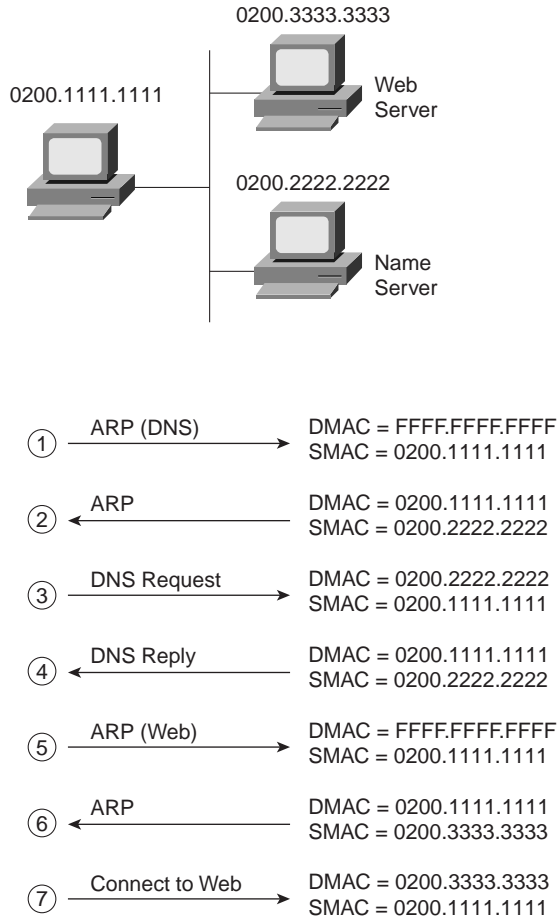 0200.3333.3333
0200.1111.1111
Web
Server
0200.2222.2222
Name
Server
1 ARP (DNS) DMAC = FFFF.FFFF.FFFF
SMAC = 0200.1111.1111
2 ARP DMAC = 0200.1111.1111
SMAC = 0200.2222.2222
3 DNS Request DMAC = 0200.2222.2222
SMAC = 0200.1111.1111
4 DNS Reply DMAC = 0200.1111.1111
SMAC = 0200.2222.2222
5 ARP (Web) DMAC = FFFF.FFFF.FFFF
SMAC = 0200.1111.1111
6 ARP DMAC = 0200.1111.1111
SMAC = 0200.3333.3333
7 Connect to Web DMAC = 0200.3333.3333
SMAC = 0200.1111.1111